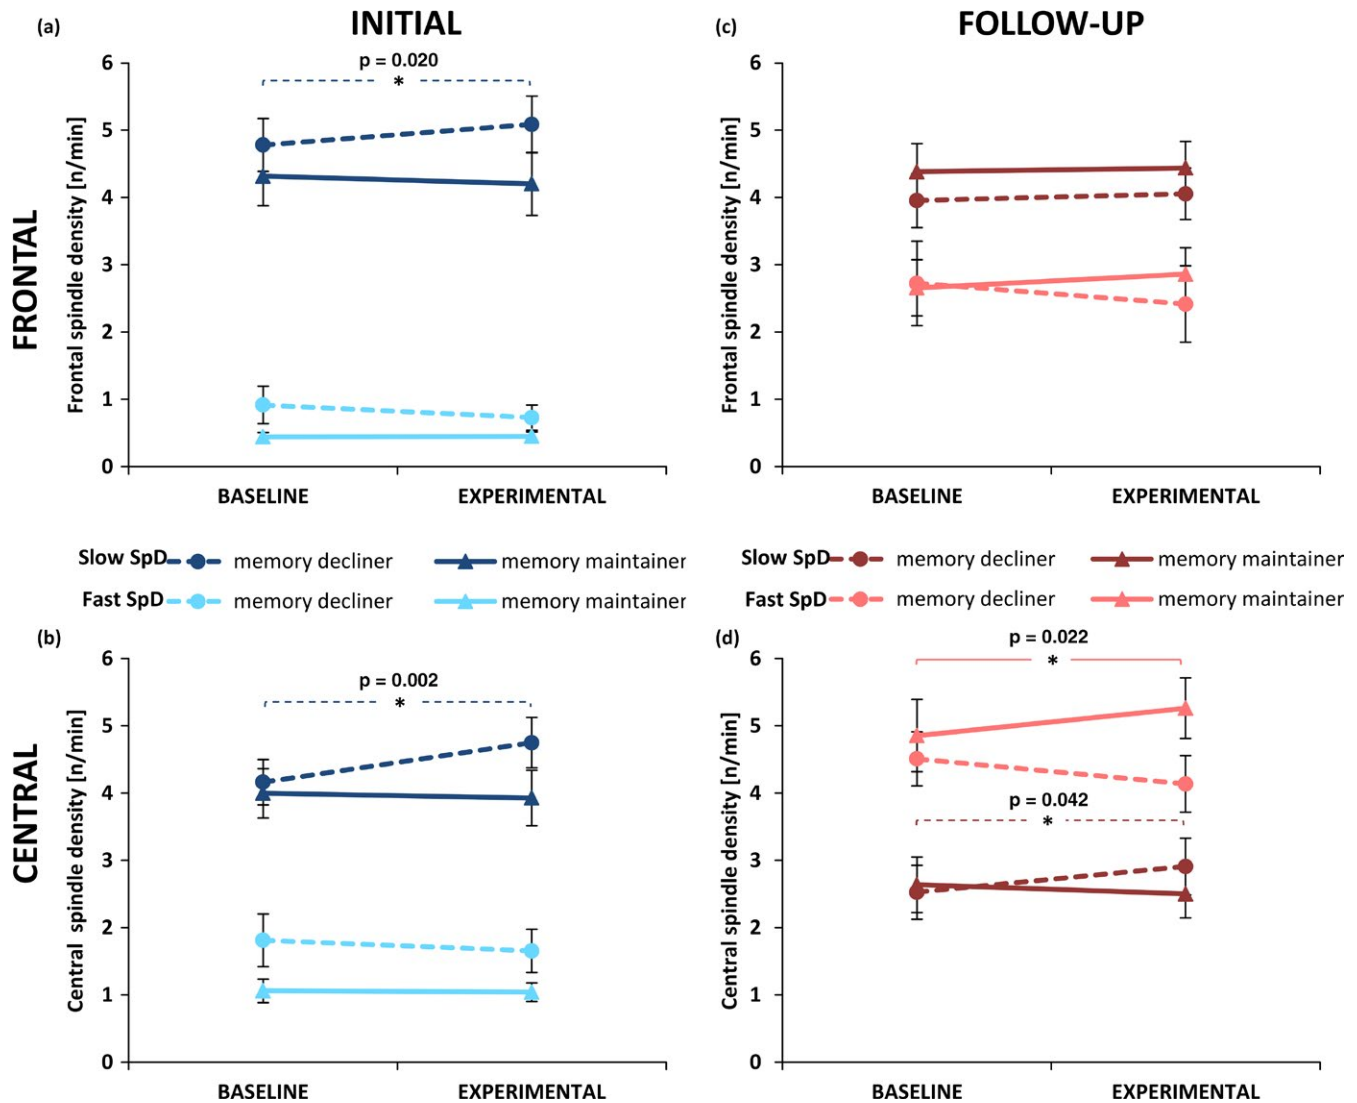 INITIAL
FOLLOW-UP
(a)
(c)
FRONTAL
Frontal spindle density [n/min]
6
5
4
3
2
1
0
p = 0.020
*
BASELINE
EXPERIMENTAL
Frontal spindle density [n/min]
6
5
4
3
2
1
0
BASELINE
EXPERIMENTAL
Slow SpD memory decliner memory maintainer
Fast SpD memory decliner memory maintainer
Slow SpD memory decliner memory maintainer
Fast SpD memory decliner memory maintainer
(b)
(d)
CENTRAL
Central spindle density [n/min]
6
5
4
3
2
1
0
p = 0.002
*
BASELINE
EXPERIMENTAL
Central spindle density [n/min]
6
5
4
3
2
1
0
p = 0.022
*
p = 0.042
*
BASELINE
EXPERIMENTAL